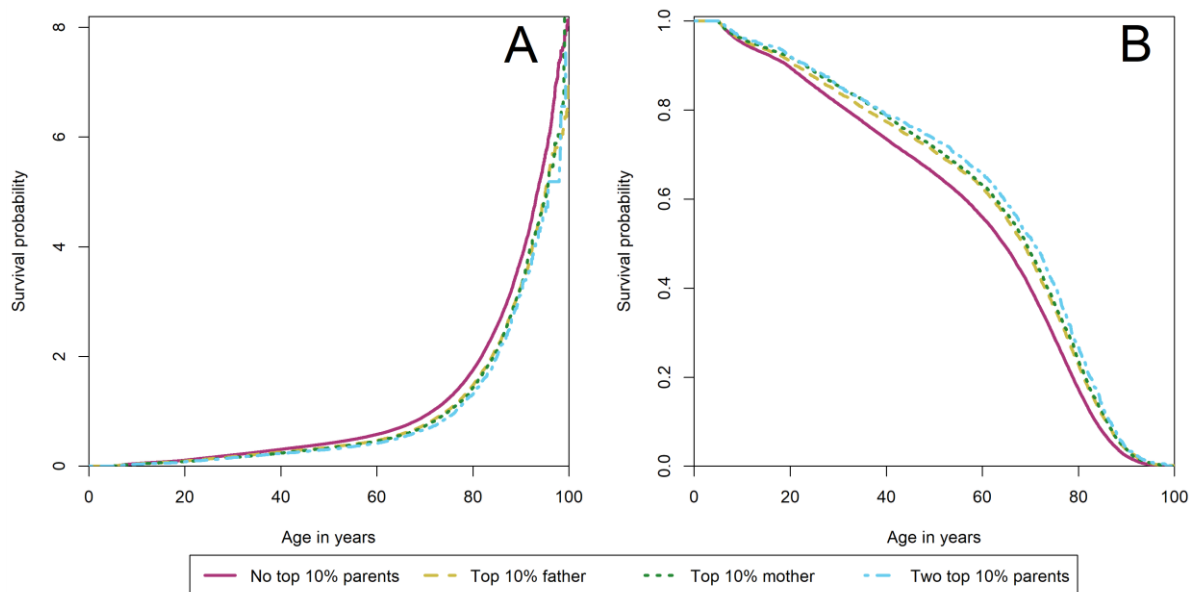 A
B
8
6
4
2
0
Survival probability
0 20 40 60 80 100
Age in years
1.0
0.8
0.6
0.4
0.2
0.0
Survival probability
0 20 40 60 80 100
Age in years
No top 10% parents Top 10% father Top 10% mother Two top 10% parents